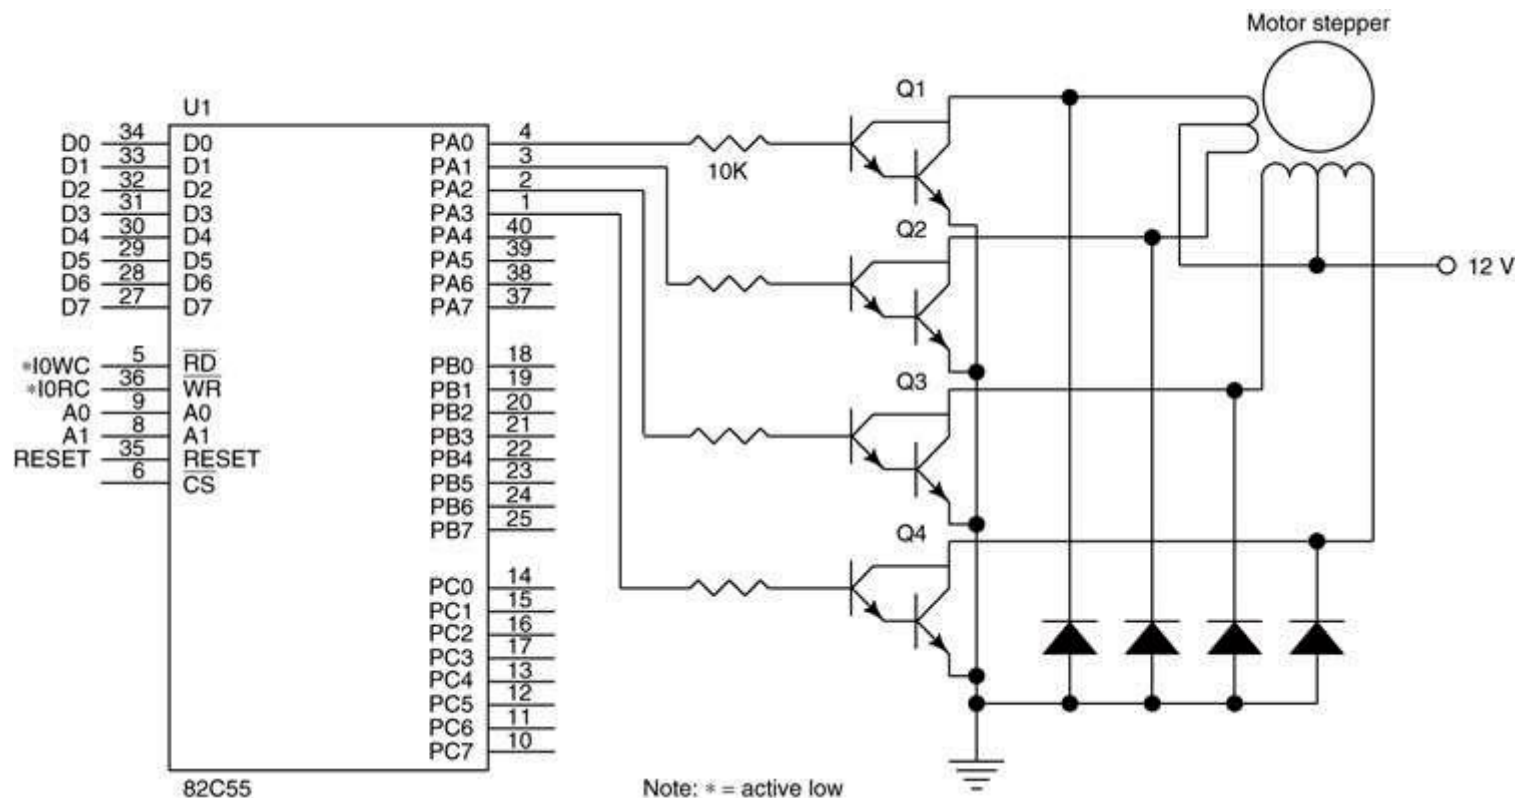 Motor stepper
U1
Q1
D0 34 D0 PA0 4
D1 33 D1 PA1 3
10K
D2 32 D2 PA2 2
D3 31 D3 PA3 1
D4 30 D4 PA4 40
Q2
D5 29 D5 PA5 39
D6 28 D6 PA6 38
12 V
D7 27 D7 PA7 37
*I0WC 5 RD PB0 18
*I0RC 36 WR PB1 19
Q3
A0 9 A0 PB2 20
A1 8 A1 PB3 21
RESET 35 RESET PB4 22
6 CS PB5 23
PB6 24
PB7 25
Q4
PC0 14
PC1 15
PC2 16
PC3 17
PC4 13
PC5 12
PC6 11
PC7 10
82C55
Note: * = active low